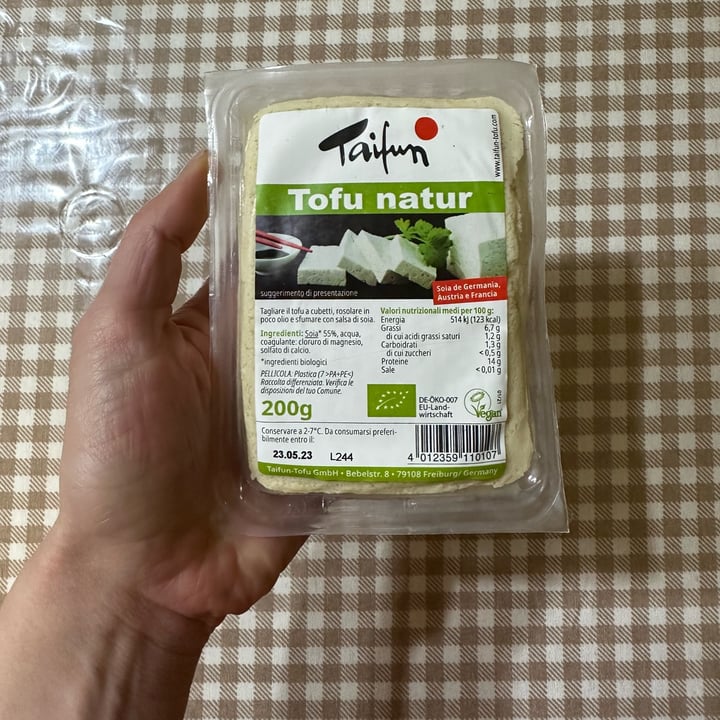 Taifun
www.taifun-tofu.com
Tofu natur
suggerimento di presentazione
Soia de Germania,
Austria e Francia
Tagliare il tofu a cubetti, rosolare in
poco olio e sfumare con salsa di soia.
Ingredienti: Soia* 55%, acqua,
coagulante: cloruro di magnesio,
solfato di calcio.
*ingredienti biologici
PELLICOLA: Plastica (7 >PA+PE<)
Raccolta differenziata. Verifica le
disposizioni del tuo Comune.
200g
Valori nutrizionali medi per 100 g:
Energia 514 kJ (123 kcal)
Grassi 6,7 g
di cui acidi grassi saturi 1,2 g
Carboidrati 1,3 g
di cui zuccheri < 0,5 g
Proteine 14 g
Sale < 0,01 g
DE-ÖKO-007
EU-Land-
wirtschaft
Vegan
Conservare a 2-7°C. Da consumarsi preferi-
bilmente entro il:
23.05.23 L244
4 012359 110107
Taifun-Tofu GmbH • Bebelstr. 8 • 79108 Freiburg/ Germany